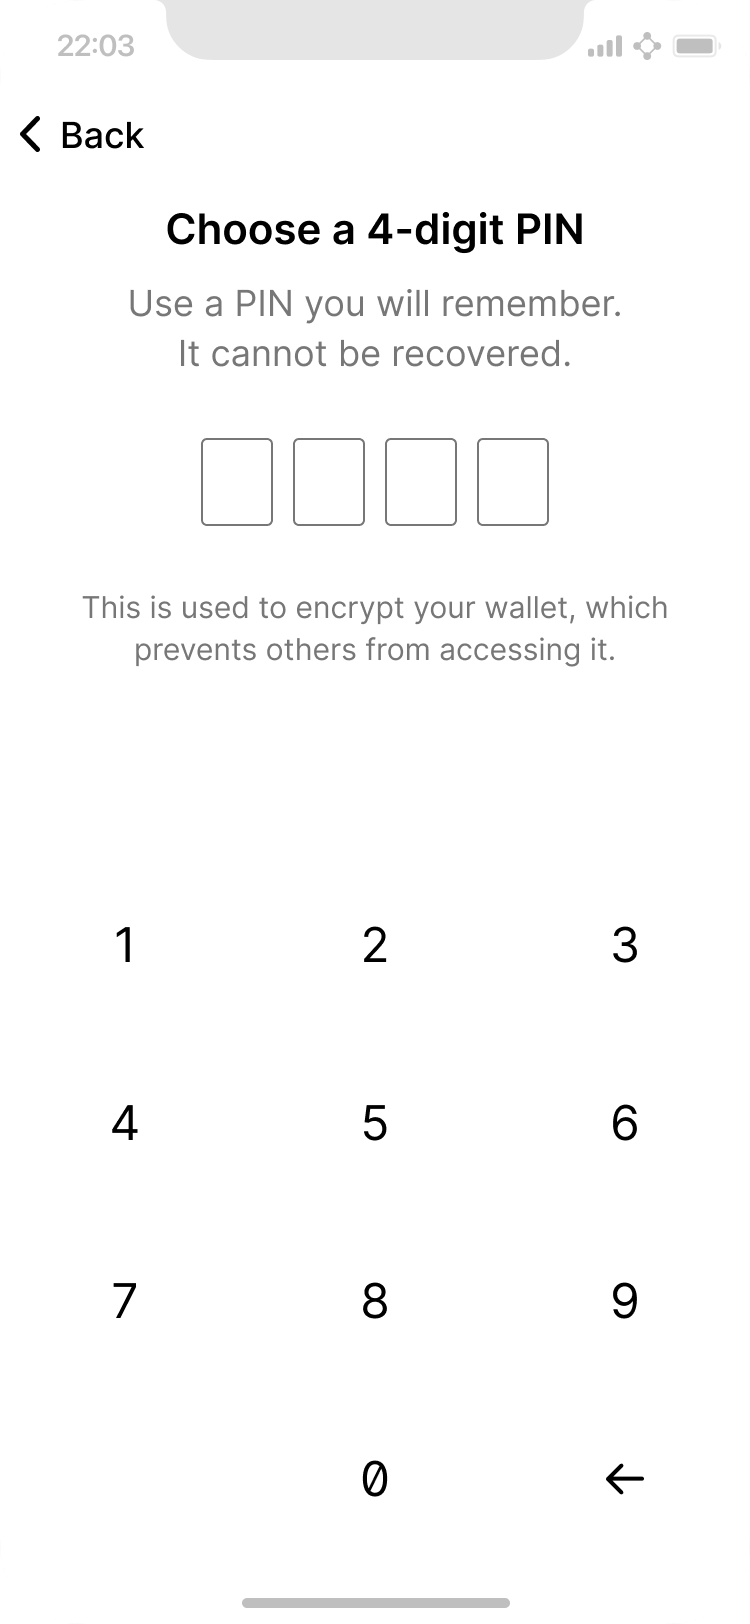 22:03
Back
Choose a 4-digit PIN
Use a PIN you will remember.
It cannot be recovered.
This is used to encrypt your wallet, which
prevents others from accessing it.
1 2 3
4 5 6
7 8 9
0